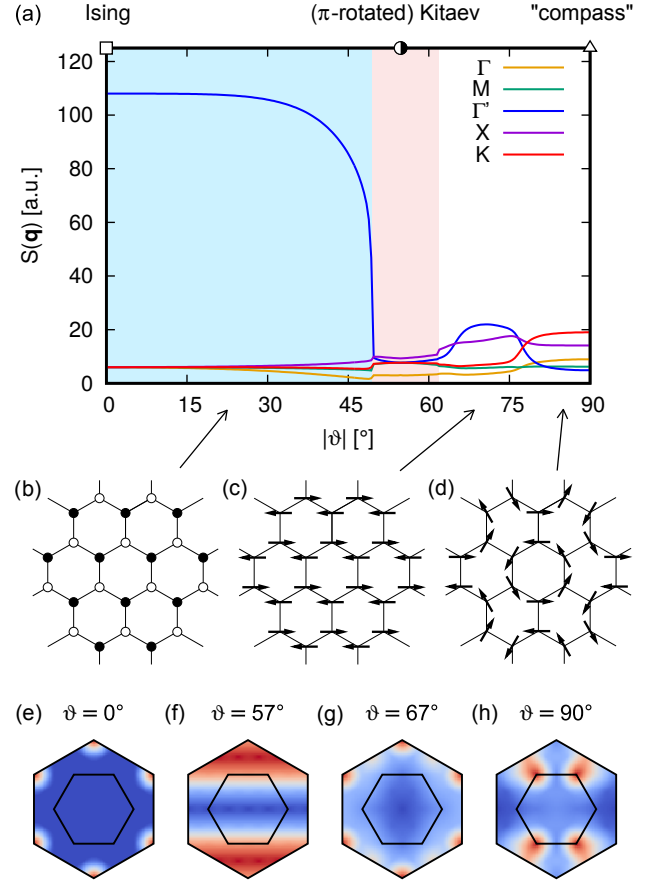 (a) Ising (π-rotated) Kitaev "compass"
120
100
80
60
40
20
0
S(q) [a.u.]
Γ
M
Γ'
X
K
0 15 30 45 60 75 90
|ϑ| [°]
(b) (c) (d)
(e) ϑ = 0° (f) ϑ = 57° (g) ϑ = 67° (h) ϑ = 90°